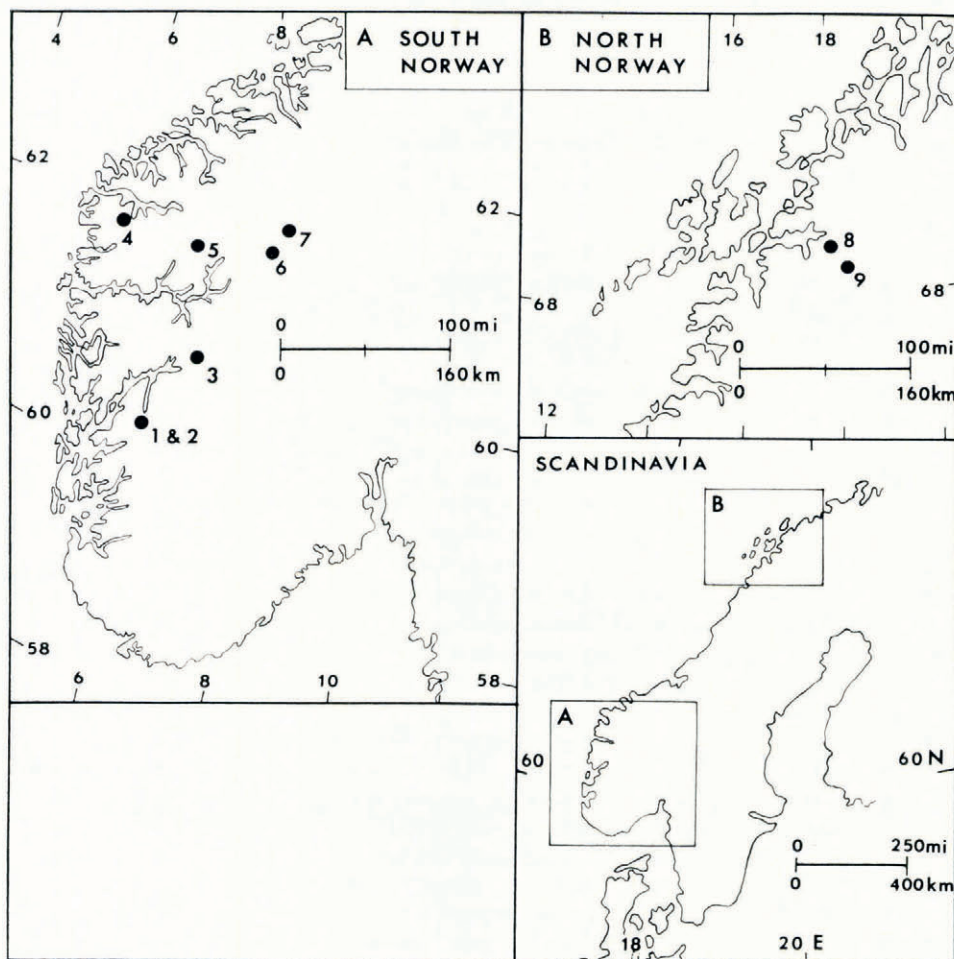 4 6 8
A SOUTH
NORWAY
62
4
5
7
6
0 100mi
0 160km
3
60
1 & 2
60
58
58
6 8 10
B NORTH
NORWAY
16 18
62
8
9
68
68
0 100mi
0 160km
12
SCANDINAVIA
B
A
60
60 N
0 250mi
0 400km
18
20 E